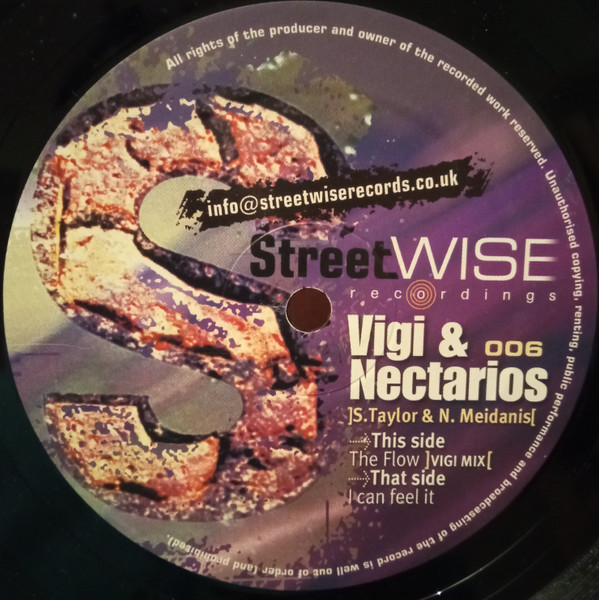 All rights of the producer and owner of the recorded work reserved. Unauthorised copying, renting, public performance and broadcasting of the record is well out of order (and prohibited).
info@streetwiserecords.co.uk
StreetWISE
recordings
Vigi &
Nectarios
006
]S.Taylor & N. Meidanis[
This side
The Flow ]VIGI MIX[
That side
I can feel it
S